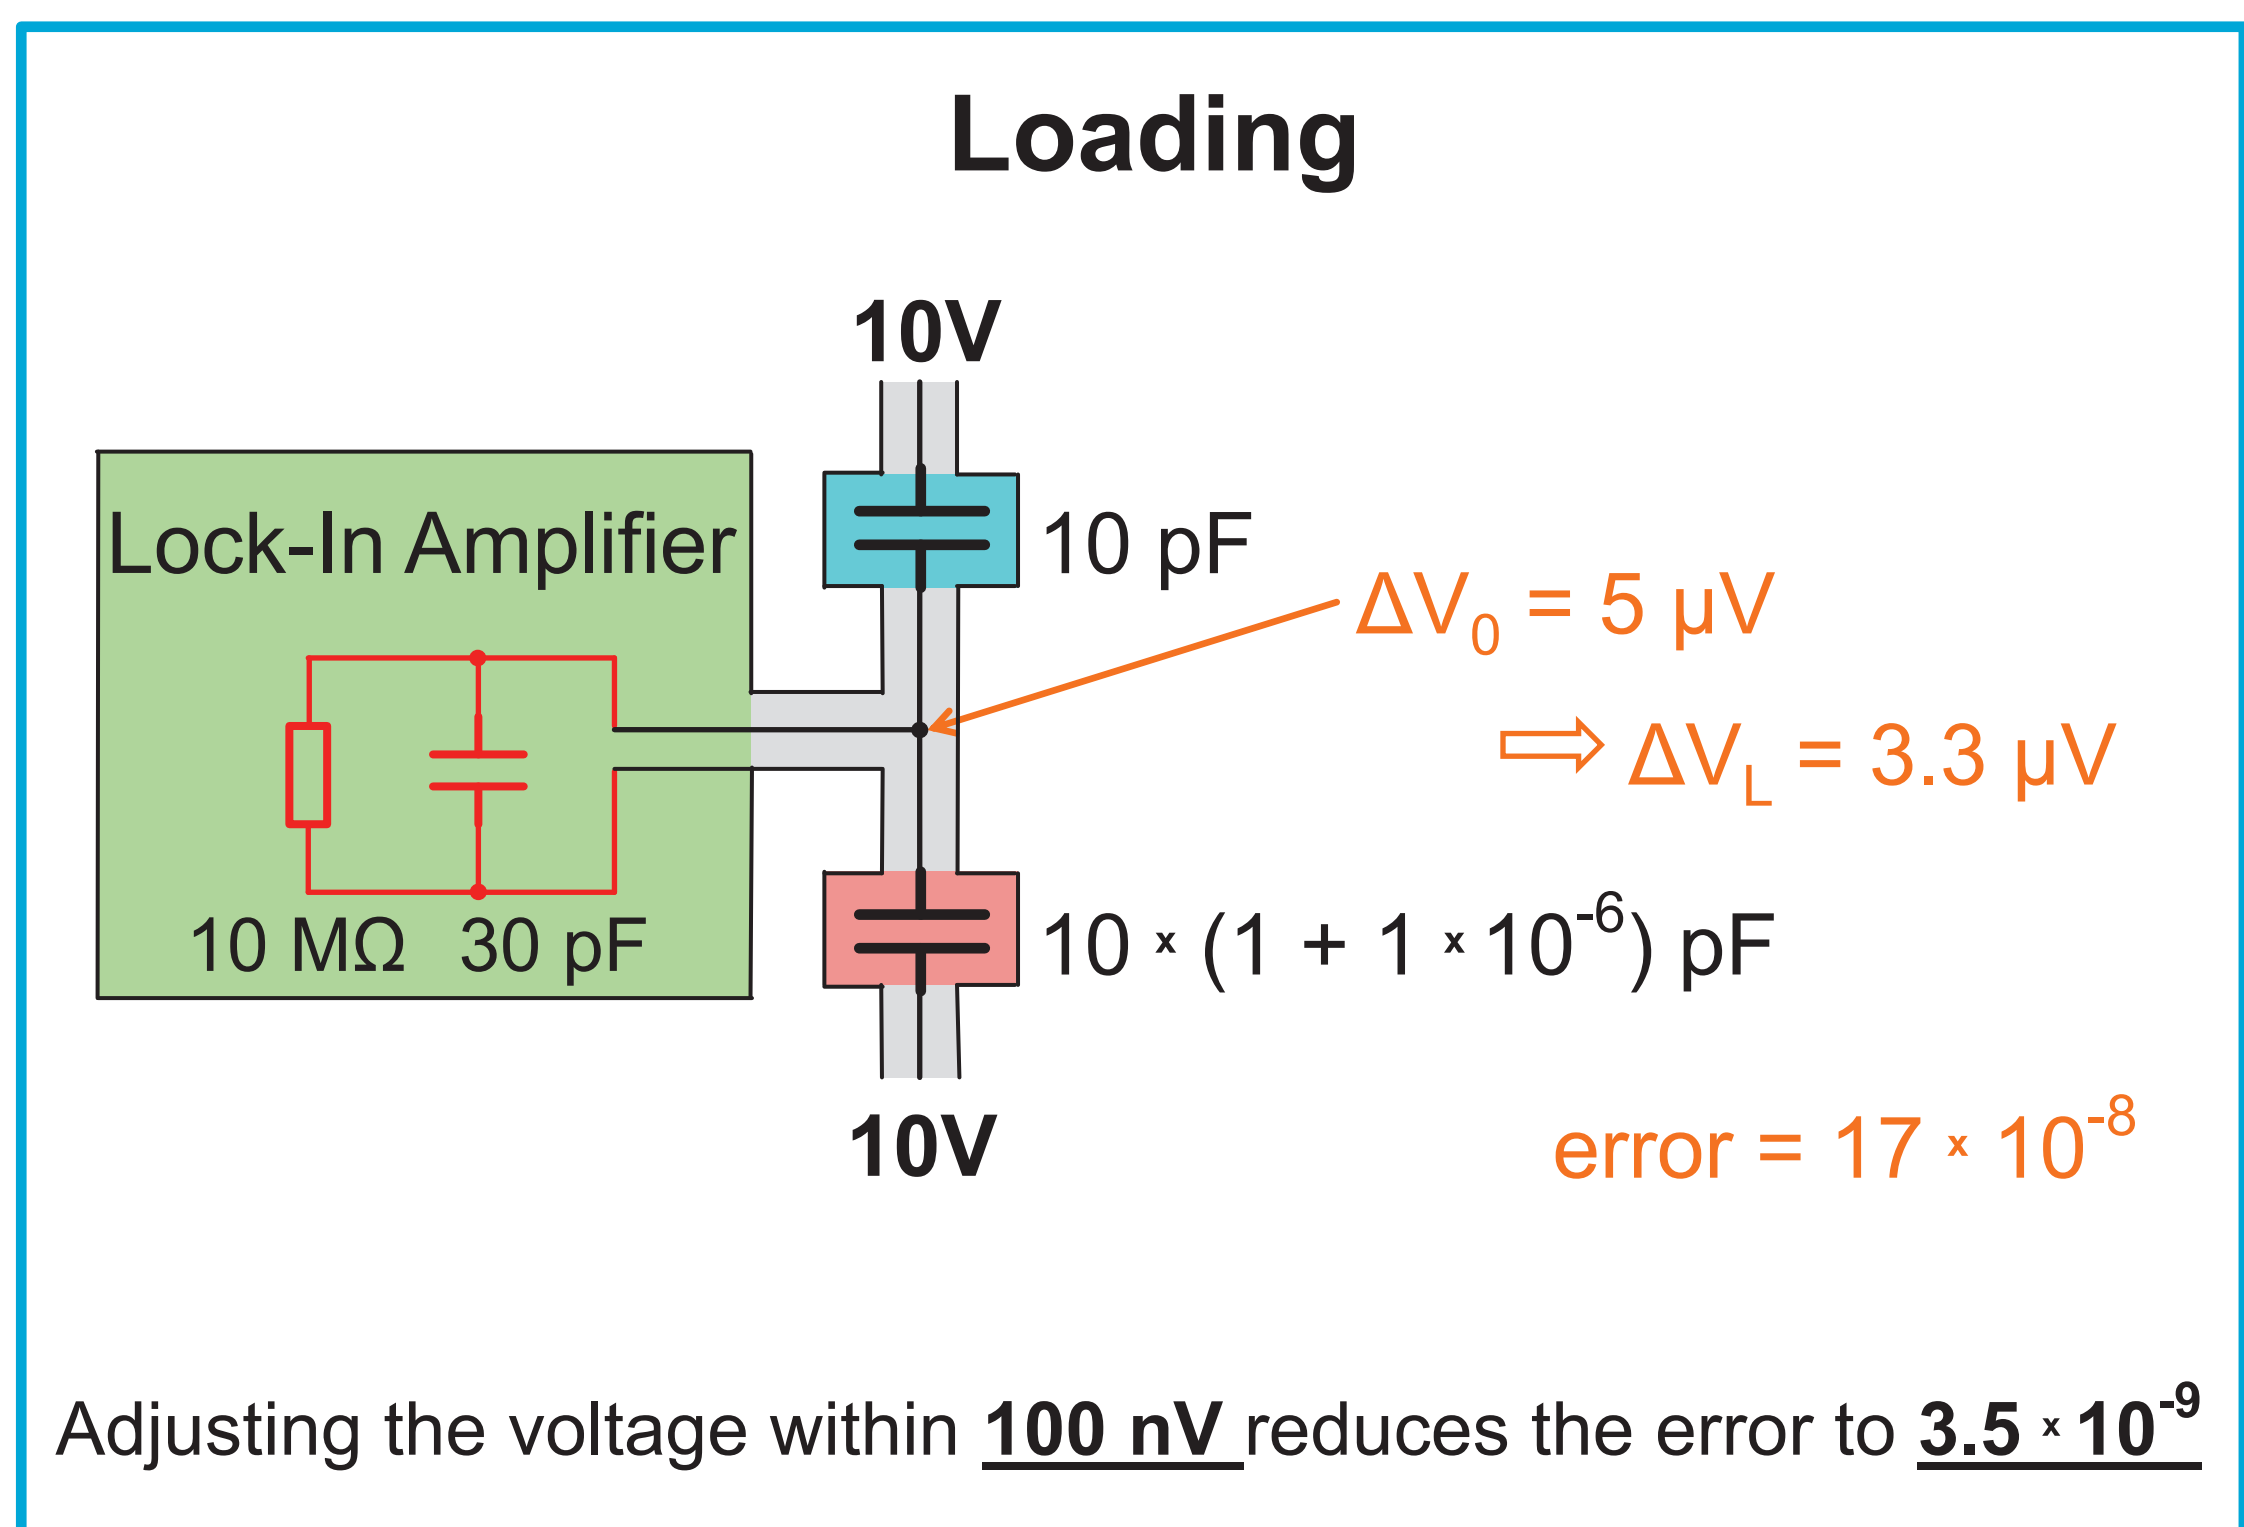 Loading
10V
Lock-In Amplifier
10 pF
ΔV₀ = 5 µV
⇨ ΔV_L = 3.3 µV
10 MΩ 30 pF
10 × (1 + 1 × 10⁻⁶) pF
10V
error = 17 × 10⁻⁸
Adjusting the voltage within 100 nV reduces the error to 3.5 × 10⁻⁹